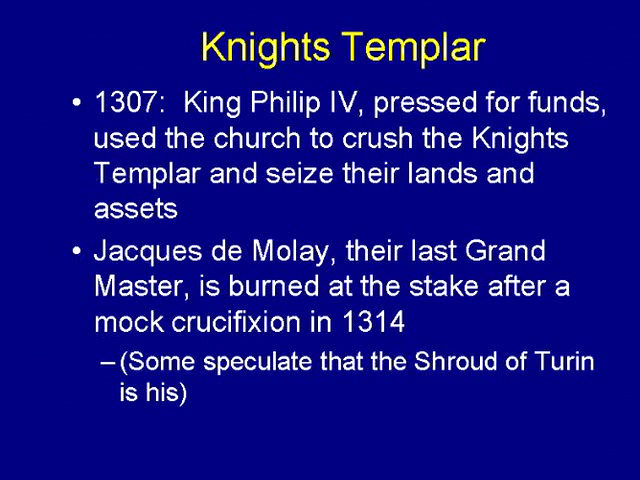 Knights Templar
• 1307:  King Philip IV, pressed for funds,
used the church to crush the Knights
Templar and seize their lands and
assets
• Jacques de Molay, their last Grand
Master, is burned at the stake after a
mock crucifixion in 1314
– (Some speculate that the Shroud of Turin
is his)